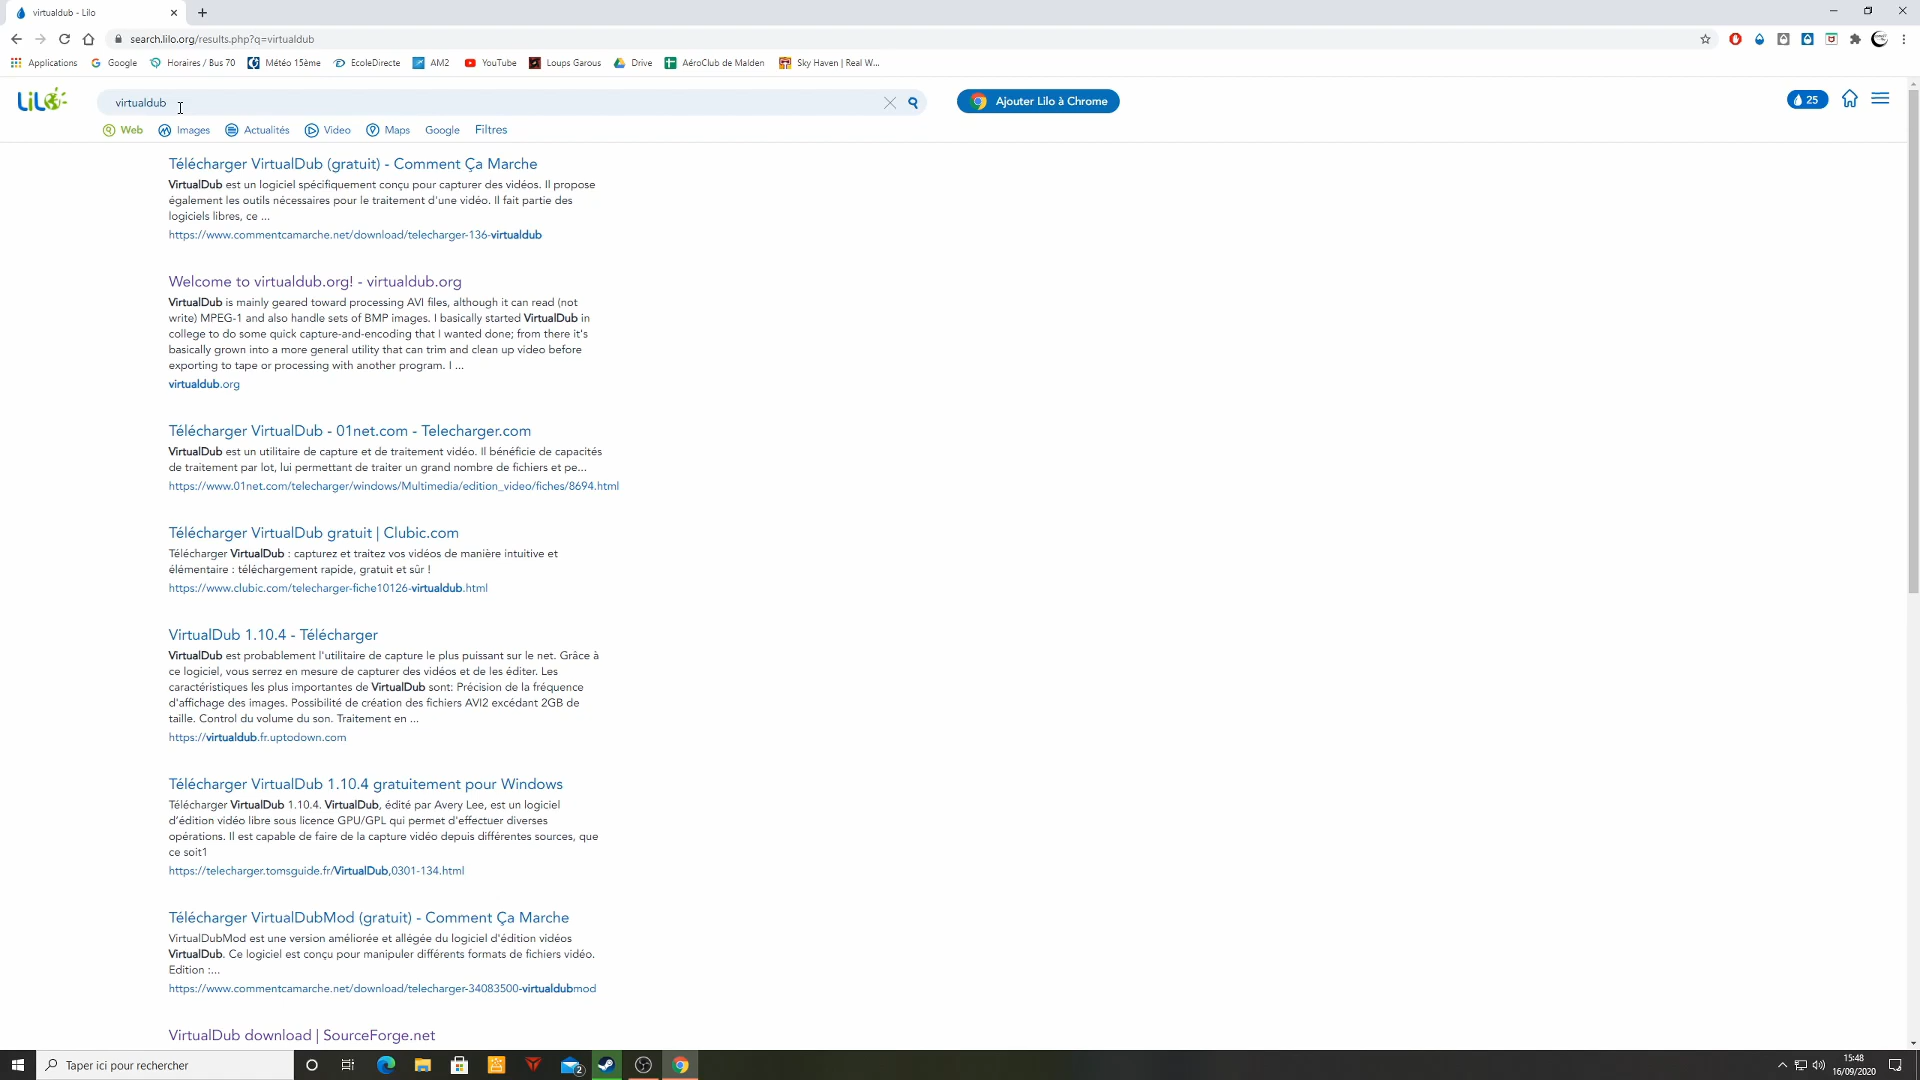 virtualdub - Lilo
search.lilo.org/results.php?q=virtualdub
Applications Google Horaires / Bus 70 Météo 15ème EcoleDirecte AM2 YouTube Loups Garous Drive AéroClub de Malden Sky Haven | Real W...
Lilo virtualdub Ajouter Lilo à Chrome 25
Web Images Actualités Video Maps Google Filtres
Télécharger VirtualDub (gratuit) - Comment Ça Marche
VirtualDub est un logiciel spécifiquement conçu pour capturer des vidéos. Il propose
également les outils nécessaires pour le traitement d'une vidéo. Il fait partie des
logiciels libres, ce ...
https://www.commentcamarche.net/download/telecharger-136-virtualdub
Welcome to virtualdub.org! - virtualdub.org
VirtualDub is mainly geared toward processing AVI files, although it can read (not
write) MPEG-1 and also handle sets of BMP images. I basically started VirtualDub in
college to do some quick capture-and-encoding that I wanted done; from there it's
basically grown into a more general utility that can trim and clean up video before
exporting to tape or processing with another program. I ...
virtualdub.org
Télécharger VirtualDub - 01net.com - Telecharger.com
VirtualDub est un utilitaire de capture et de traitement vidéo. Il bénéficie de capacités
de traitement par lot, lui permettant de traiter un grand nombre de fichiers et pe...
https://www.01net.com/telecharger/windows/Multimedia/edition_video/fiches/8694.html
Télécharger VirtualDub gratuit | Clubic.com
Télécharger VirtualDub : capturez et traitez vos vidéos de manière intuitive et
élémentaire : téléchargement rapide, gratuit et sûr !
https://www.clubic.com/telecharger-fiche10126-virtualdub.html
VirtualDub 1.10.4 - Télécharger
VirtualDub est probablement l'utilitaire de capture le plus puissant sur le net. Grâce à
ce logiciel, vous serrez en mesure de capturer des vidéos et de les éditer. Les
caractéristiques les plus importantes de VirtualDub sont: Précision de la fréquence
d'affichage des images. Possibilité de création des fichiers AVI2 excédant 2GB de
taille. Control du volume du son. Traitement en ...
https://virtualdub.fr.uptodown.com
Télécharger VirtualDub 1.10.4 gratuitement pour Windows
Télécharger VirtualDub 1.10.4. VirtualDub, édité par Avery Lee, est un logiciel
d'édition vidéo libre sous licence GPU/GPL qui permet d'effectuer diverses
opérations. Il est capable de faire de la capture vidéo depuis différentes sources, que
ce soit1
https://telecharger.tomsguide.fr/VirtualDub,0301-134.html
Télécharger VirtualDubMod (gratuit) - Comment Ça Marche
VirtualDubMod est une version améliorée et allégée du logiciel d'édition vidéos
VirtualDub. Ce logiciel est conçu pour manipuler différents formats de fichiers vidéo.
Edition :...
https://www.commentcamarche.net/download/telecharger-34083500-virtualdubmod
VirtualDub download | SourceForge.net
Taper ici pour rechercher 2 15:48
16/09/2020